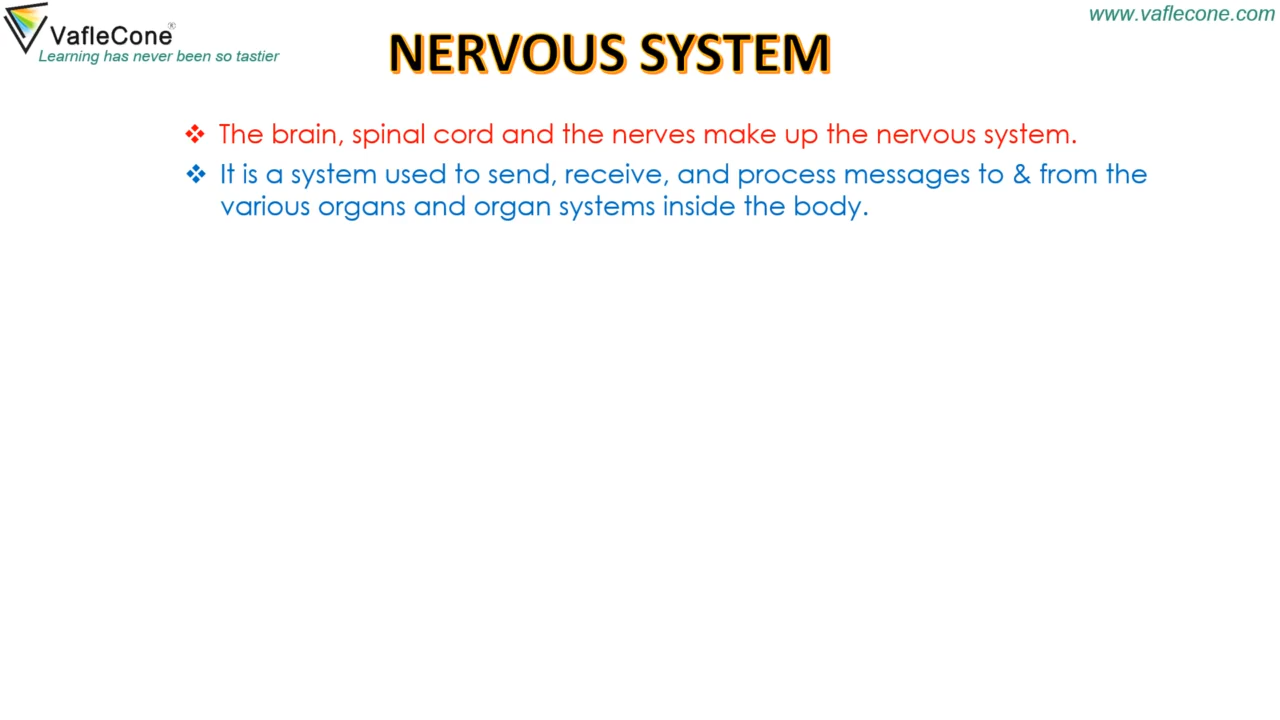 VafleCone®
Learning has never been so tastier
www.vaflecone.com
NERVOUS SYSTEM
❖ The brain, spinal cord and the nerves make up the nervous system.
❖ It is a system used to send, receive, and process messages to & from the
various organs and organ systems inside the body.